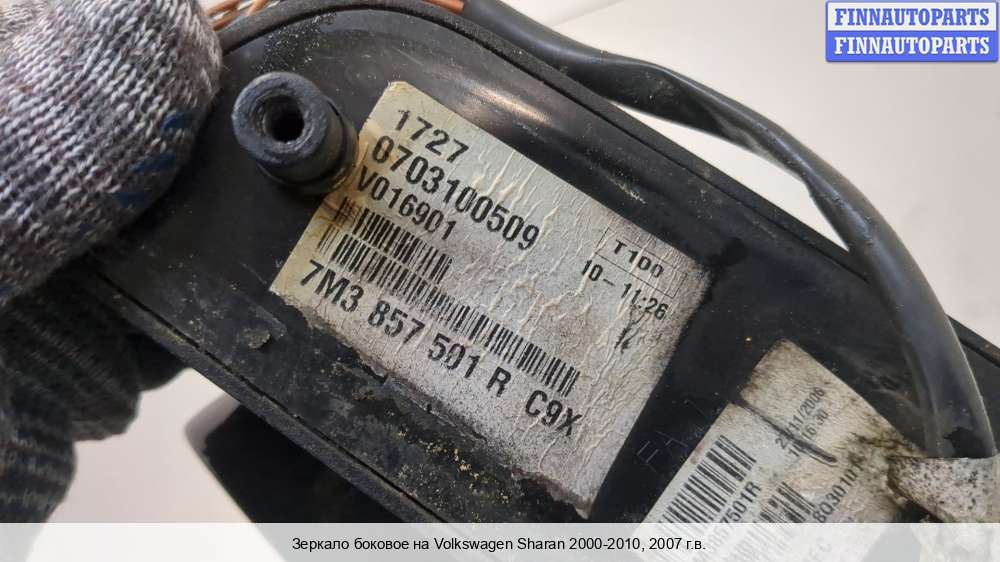 FINNAUTOPARTS
FINNAUTOPARTS
1727
0703100509
V016901
T100
10-11:26
7M3 857 501 R C9X
Зеркало боковое на Volkswagen Sharan 2000-2010, 2007 г.в.